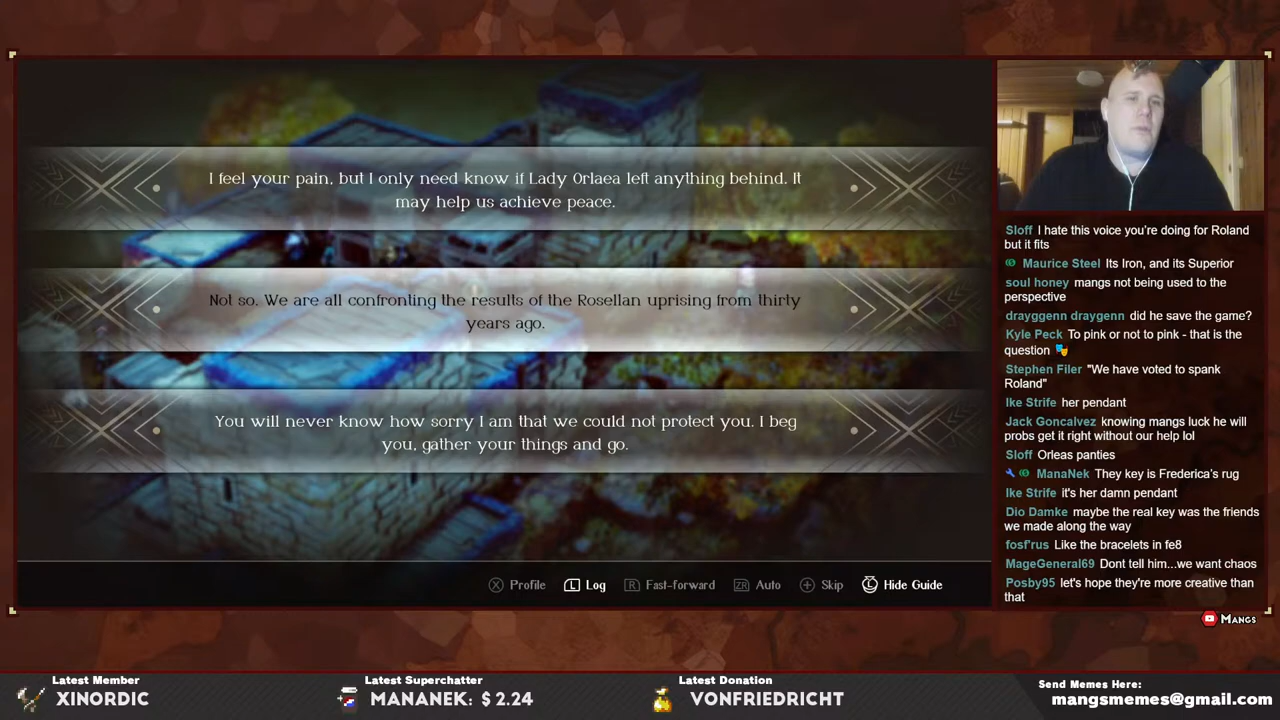 I feel your pain, but I only need know if Lady Orlaea left anything behind. It
may help us achieve peace.
Not so. We are all confronting the results of the Rosellan uprising from thirty
years ago.
You will never know how sorry I am that we could not protect you. I beg
you, gather your things and go.
X Profile L Log R Fast-forward ZR Auto + Skip L Hide Guide
Sloff I hate this voice you're doing for Roland
but it fits
Maurice Steel Its Iron, and its Superior
soul honey mangs not being used to the
perspective
drayggenn draygenn did he save the game?
Kyle Peck To pink or not to pink - that is the
question 🎭
Stephen Filer "We have voted to spank
Roland"
Ike Strife her pendant
Jack Goncalvez knowing mangs luck he will
probs get it right without our help lol
Sloff Orleas panties
ManaNek They key is Frederica's rug
Ike Strife it's her damn pendant
Dio Damke maybe the real key was the friends
we made along the way
fosf'rus Like the bracelets in fe8
MageGeneral69 Dont tell him...we want chaos
Posby95 let's hope they're more creative than
that
Mangs
Latest Member
XINORDIC
Latest Superchatter
MANANEK: $ 2.24
Latest Donation
VONFRIEDRICHT
Send Memes Here:
mangsmemes@gmail.com